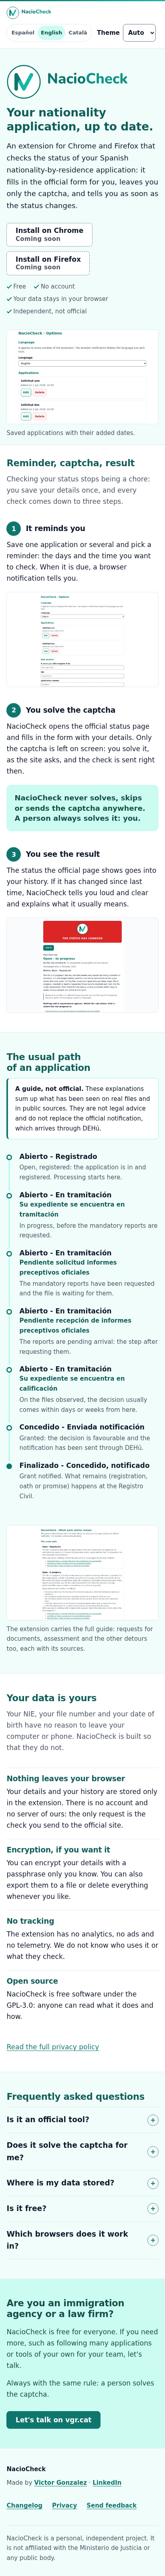 NacioCheck
Español English Català Theme Auto
NacioCheck
Your nationality
application, up to date.
An extension for Chrome and Firefox that
checks the status of your Spanish
nationality-by-residence application: it
fills in the official form for you, leaves you
only the captcha, and tells you as soon as
the status changes.
Install on Chrome
Coming soon
Install on Firefox
Coming soon
Free No account
Your data stays in your browser
Independent, not official
NacioCheck · Options
Language
Applications
Saved applications with their added dates.
Reminder, captcha, result
Checking your status stops being a chore:
you save your details once, and every
check comes down to three steps.
1 It reminds you
Save one application or several and pick a
reminder: the days and the time you want
to check. When it is due, a browser
notification tells you.
2 You solve the captcha
NacioCheck opens the official status page
and fills in the form with your details. Only
the captcha is left on screen: you solve it,
as the site asks, and the check is sent right
then.
NacioCheck never solves, skips
or sends the captcha anywhere.
A person always solves it: you.
3 You see the result
The status the official page shows goes into
your history. If it has changed since last
time, NacioCheck tells you loud and clear
and explains what it usually means.
THE STATUS HAS CHANGED
The usual path
of an application
A guide, not official. These explanations
sum up what has been seen in real files and
in public sources. They are not legal advice
and do not replace the official notification,
which arrives through DEHú.
Abierto - Registrado
Open, registered: the application is in and
registered. Processing starts here.
Abierto - En tramitación
Su expediente se encuentra en
tramitación
In progress, before the mandatory reports are
requested.
Abierto - En tramitación
Pendiente solicitud informes
preceptivos oficiales
The mandatory reports have been requested
and the file is waiting for them.
Abierto - En tramitación
Pendiente recepción de informes
preceptivos oficiales
The reports are pending arrival: the step after
requesting them.
Abierto - En tramitación
Su expediente se encuentra en
calificación
On the files observed, the decision usually
comes within days or weeks from here.
Concedido - Enviada notificación
Granted: the decision is favourable and the
notification has been sent through DEHú.
Finalizado - Concedido, notificado
Grant notified. What remains (registration,
oath or promise) happens at the Registro
Civil.
The extension carries the full guide: requests for
documents, assessment and the other detours
too, each with its sources.
Your data is yours
Your NIE, your file number and your date of
birth have no reason to leave your
computer or phone. NacioCheck is built so
that they do not.
Nothing leaves your browser
Your details and your history are stored only
in the extension. There is no account and
no server of ours: the only request is the
check you send to the official site.
Encryption, if you want it
You can encrypt your details with a
passphrase only you know. You can also
export them to a file or delete everything
whenever you like.
No tracking
The extension has no analytics, no ads and
no telemetry. We do not know who uses it or
what they check.
Open source
NacioCheck is free software under the
GPL-3.0: anyone can read what it does and
how.
Read the full privacy policy
Frequently asked questions
Is it an official tool?
Does it solve the captcha for
me?
Where is my data stored?
Is it free?
Which browsers does it work
in?
Are you an immigration
agency or a law firm?
NacioCheck is free for everyone. If you need
more, such as following many applications
or tools of your own for your team, let's
talk.
Always with the same rule: a person solves
the captcha.
Let's talk on vgr.cat
NacioCheck
Made by Victor Gonzalez · LinkedIn
Changelog Privacy Send feedback
NacioCheck is a personal, independent project. It
is not affiliated with the Ministerio de Justicia or
any public body.